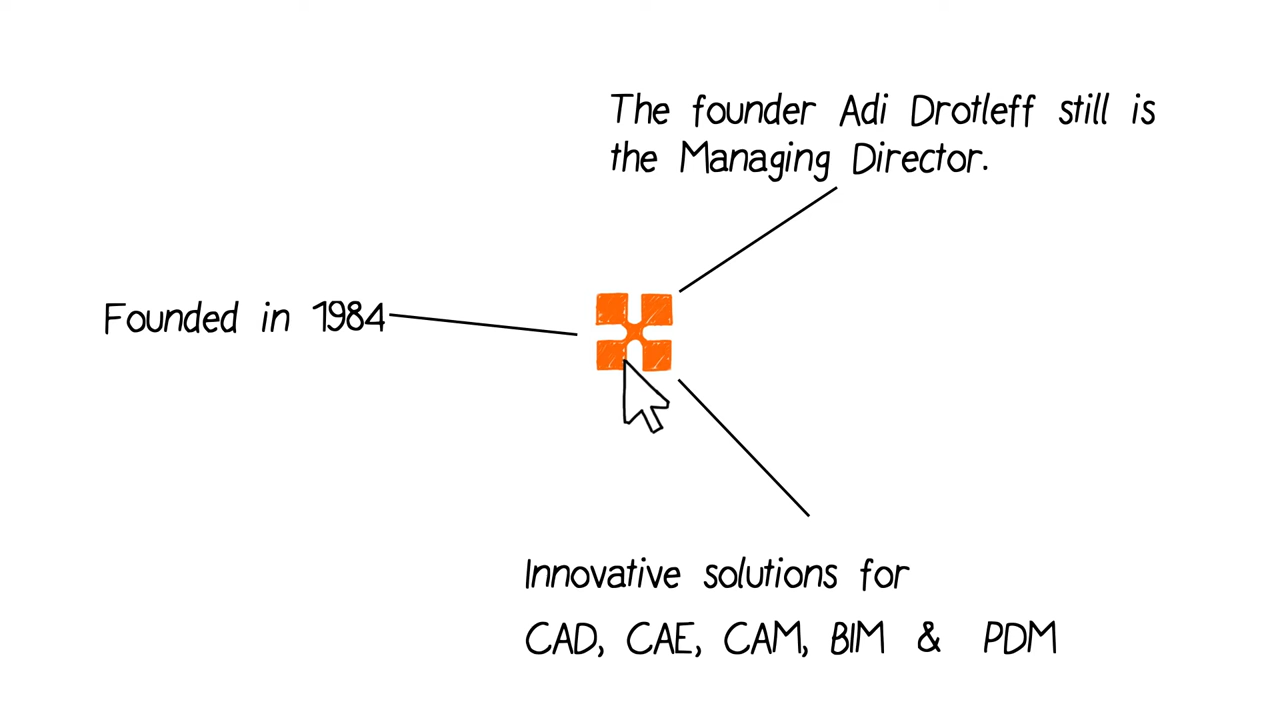 The founder Adi Drotleff still is
the Managing Director.
Founded in 1984
Innovative solutions for
CAD, CAE, CAM, BIM & PDM